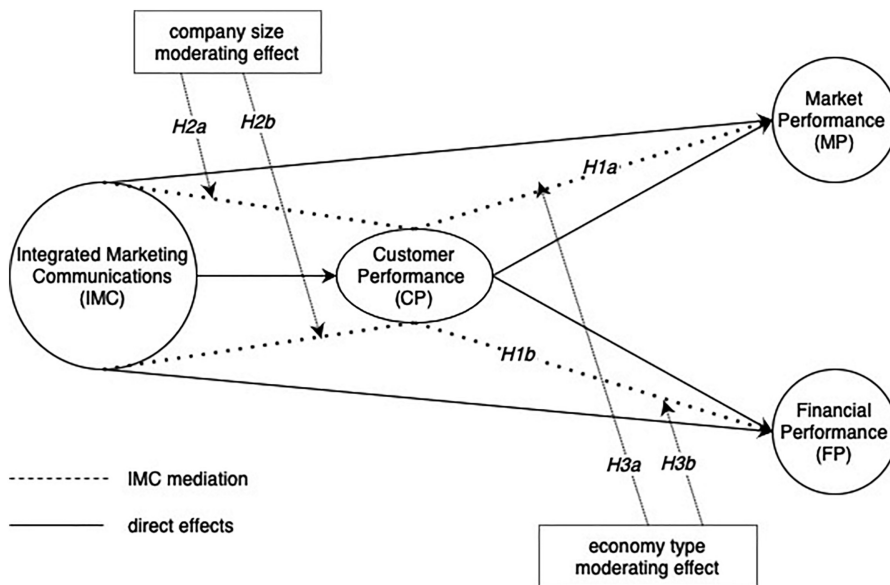 company size
moderating effect
Market
Performance
(MP)
H2a
H2b
H1a
Integrated Marketing
Communications
(IMC)
Customer
Performance
(CP)
H1b
Financial
Performance
(FP)
H3a
H3b
IMC mediation
direct effects
economy type
moderating effect